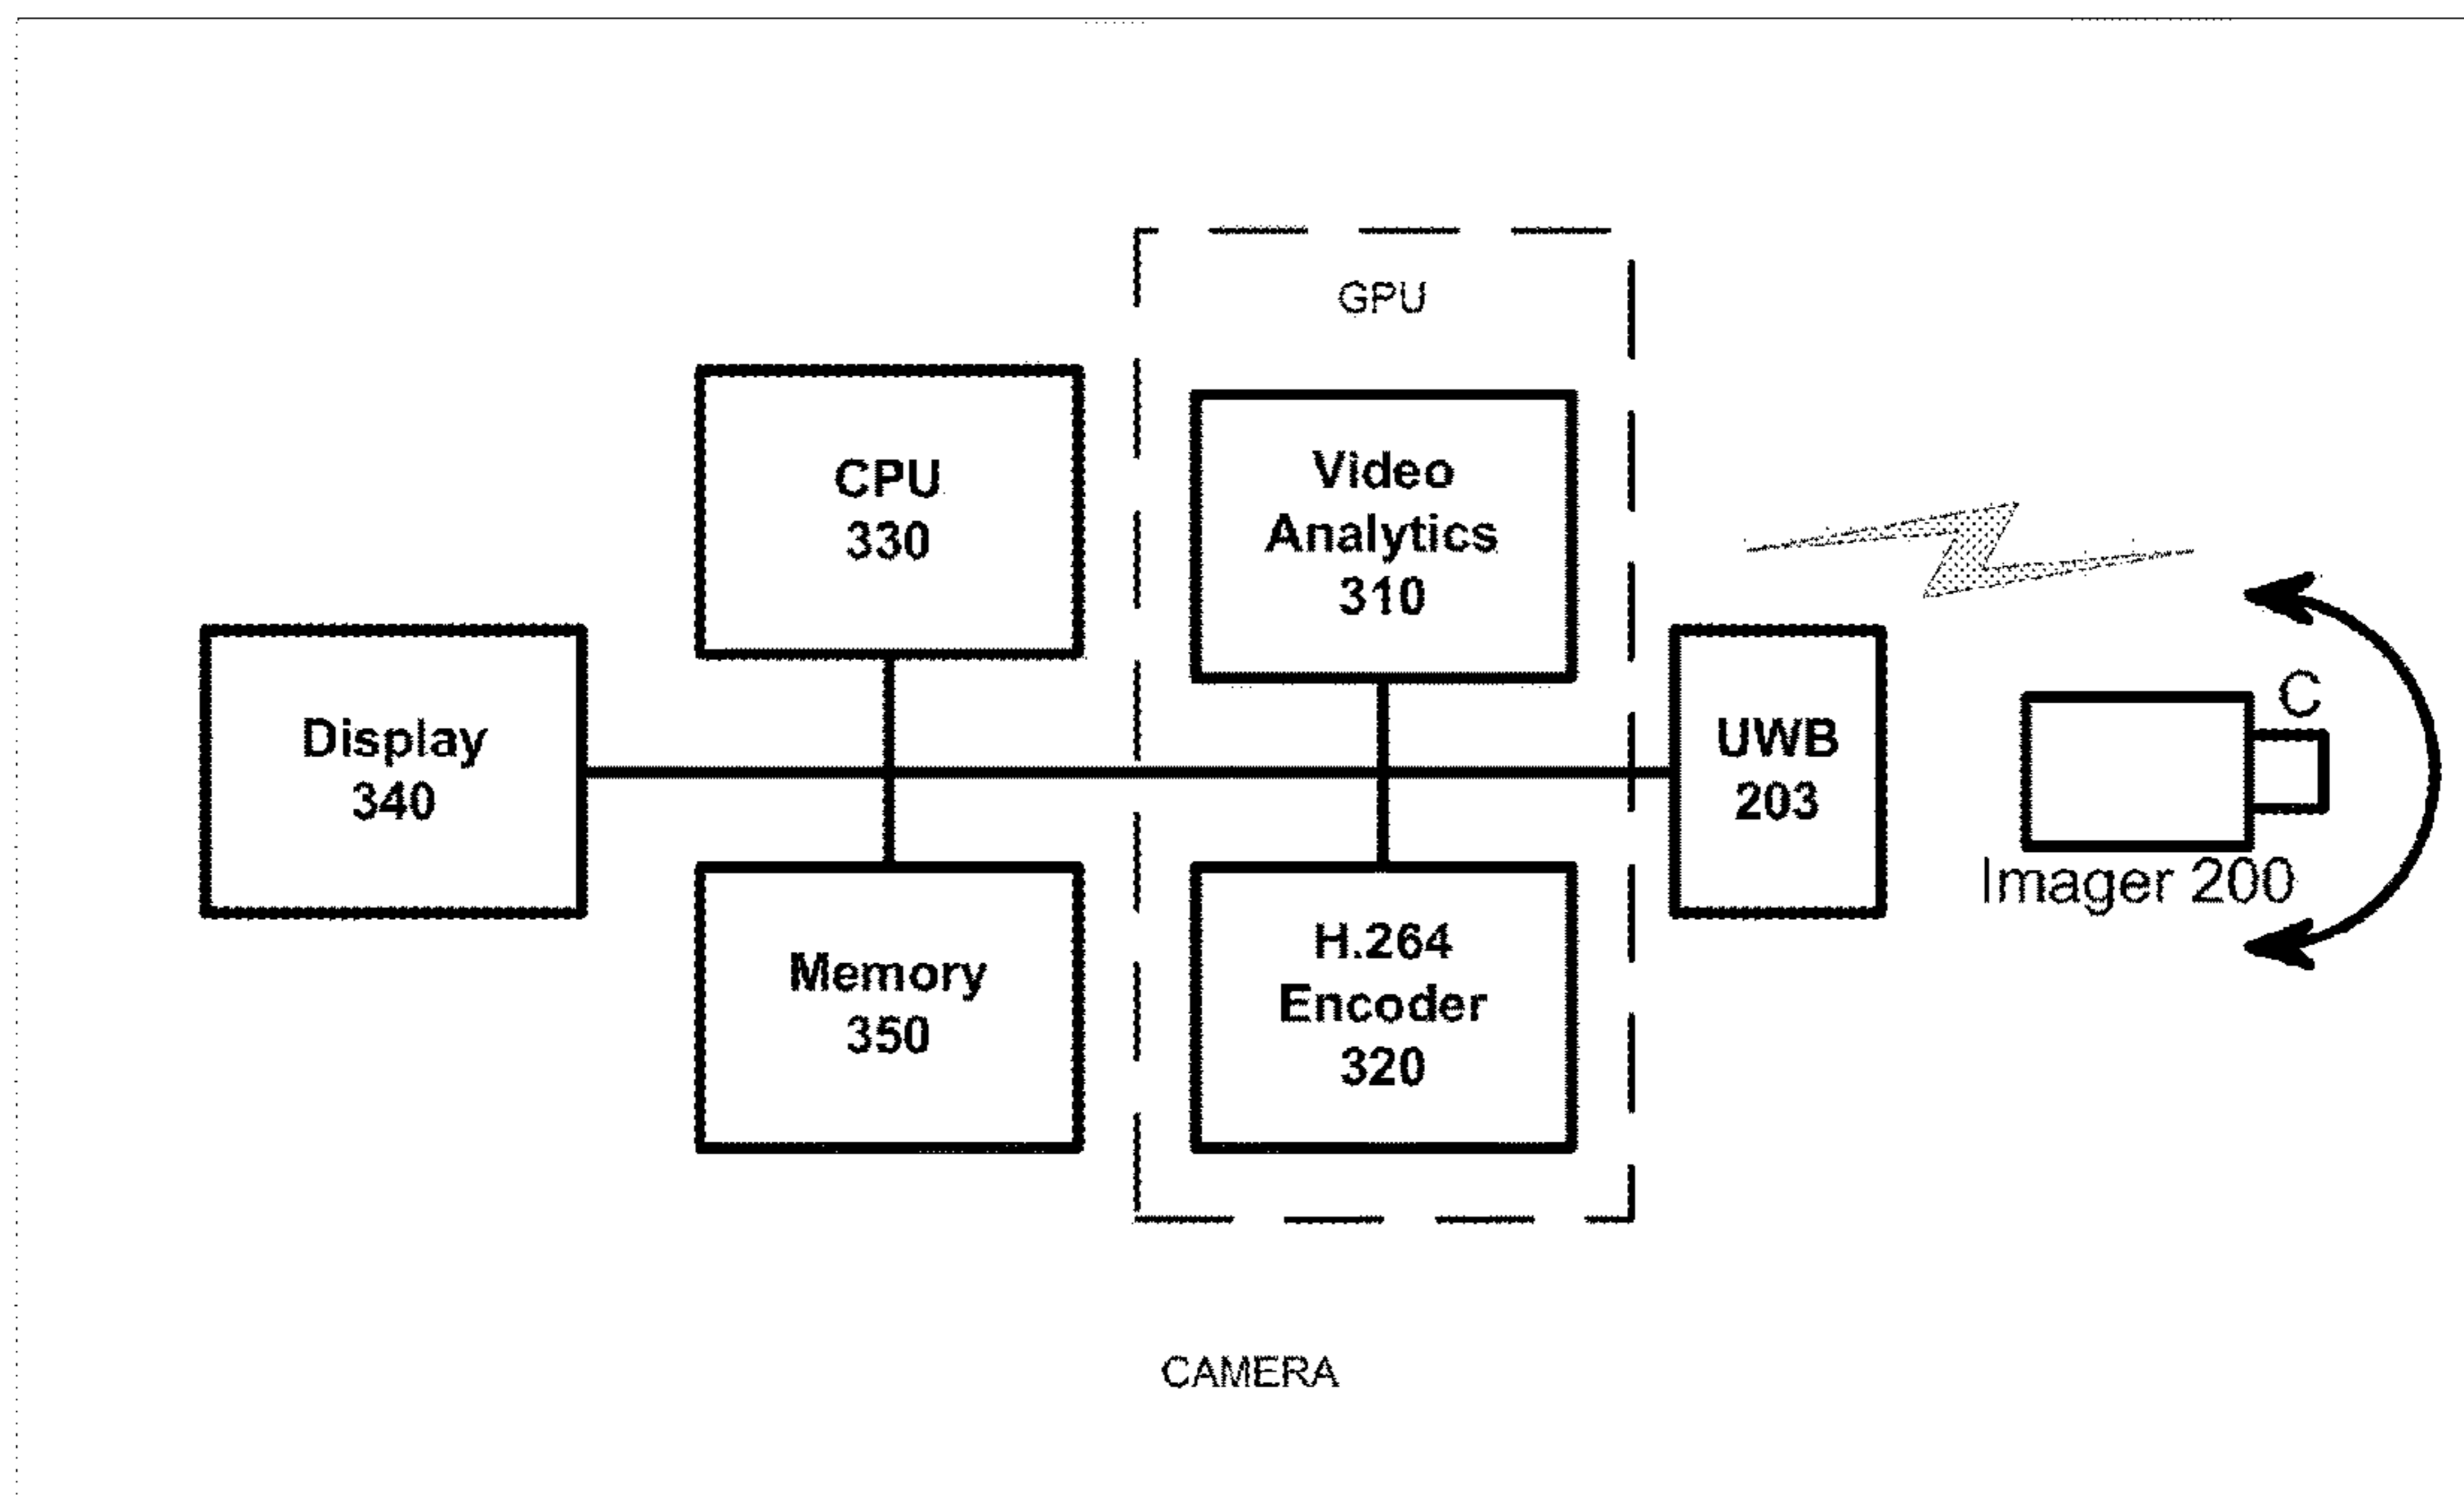 GPU
CPU
330
Video
Analytics
310
Display
340
UWB
203
C
Imager 200
Memory
350
H.264
Encoder
320
CAMERA